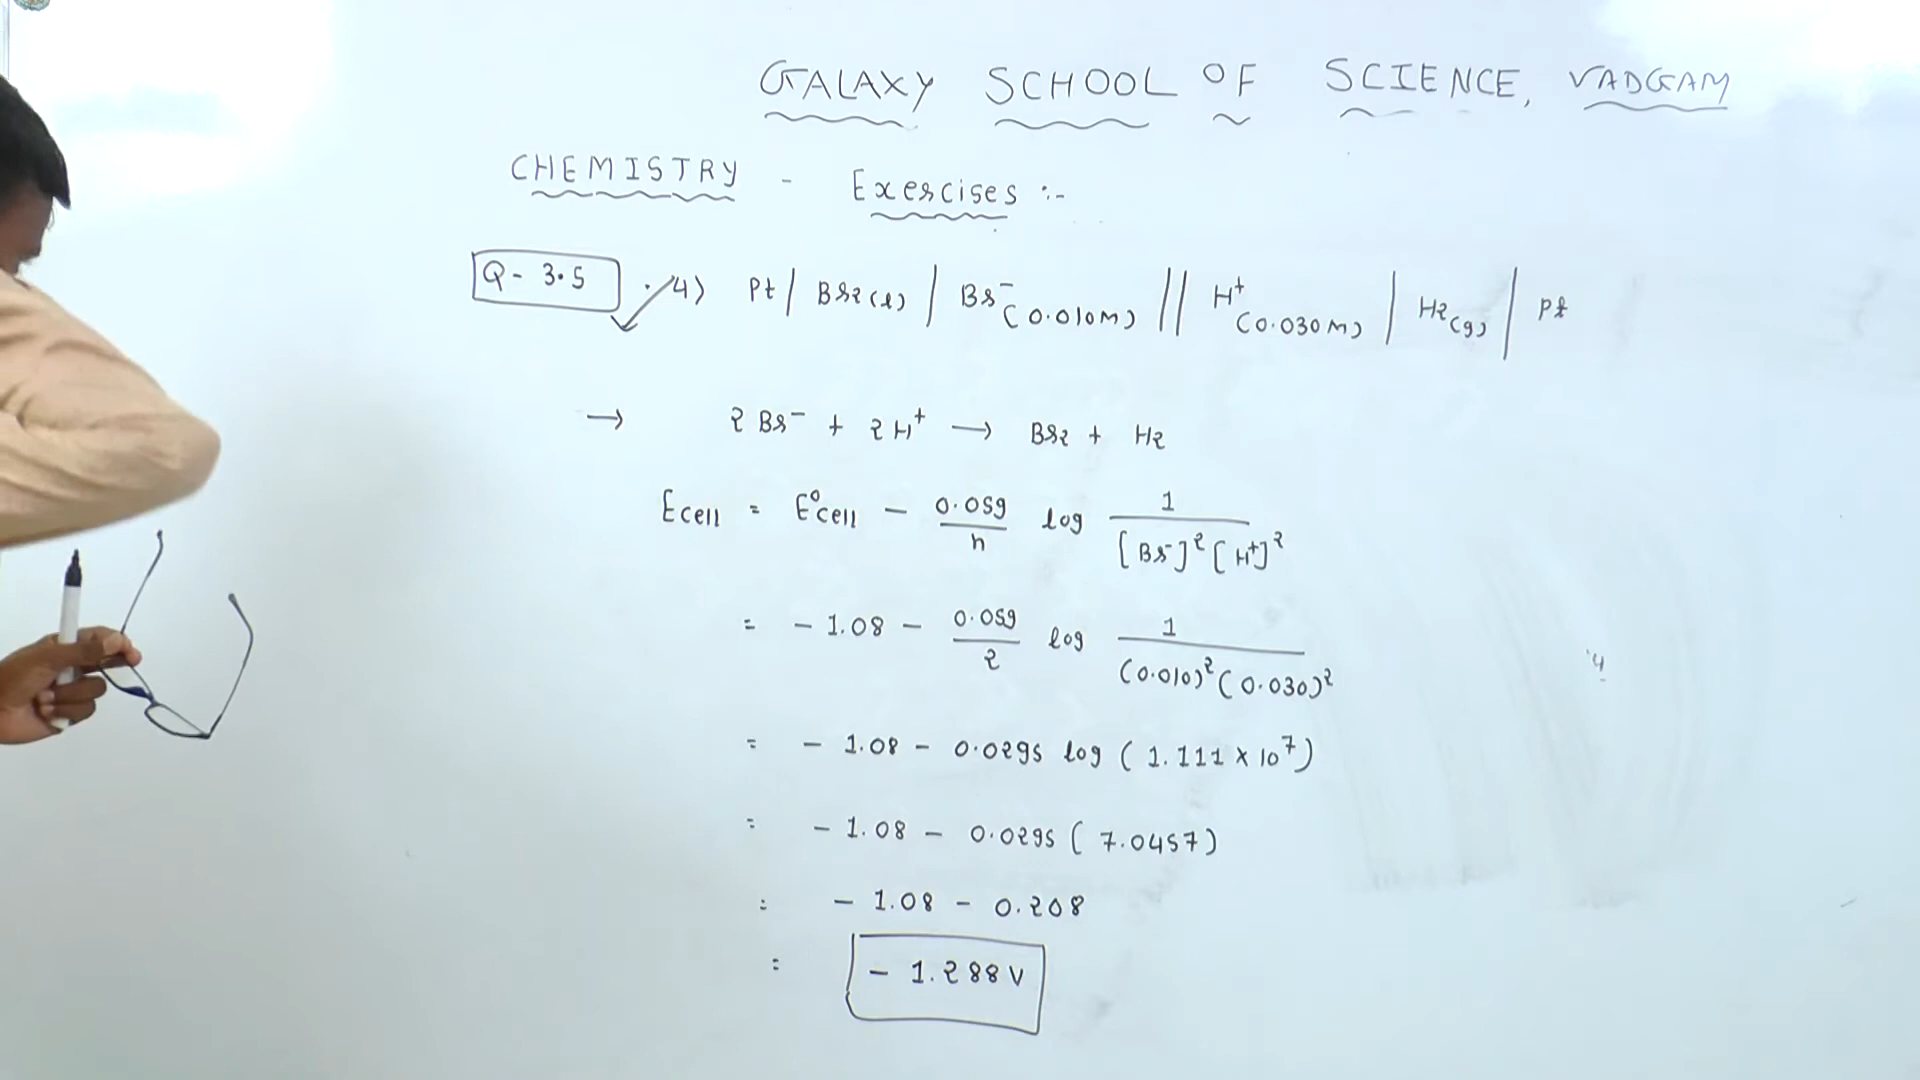 GALAXY SCHOOL OF SCIENCE, VADGAM
CHEMISTRY - Exercises :-
Q - 3.5 4) Pt | Br2(l) | Br⁻(0.010M) || H⁺(0.030M) | H2(g) | Pt
→ 2Br⁻ + 2H⁺ → Br2 + H2
Ecell = E°cell - 0.059/n log 1/[Br⁻]²[H⁺]²
= - 1.08 - 0.059/2 log 1/(0.010)²(0.030)²
= - 1.08 - 0.0295 log (1.111 × 10⁷)
= - 1.08 - 0.0295 (7.0457)
= - 1.08 - 0.208
= - 1.288 V